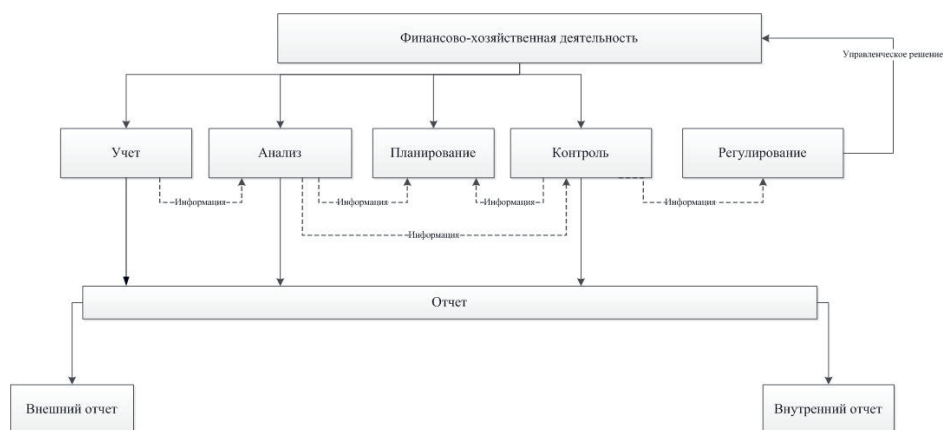 Финансово-хозяйственная деятельность
Управленческое решение
Учет
Анализ
Планирование
Контроль
Регулирование
Информация
Информация
Информация
Информация
Информация
Отчет
Внешний отчет
Внутренний отчет